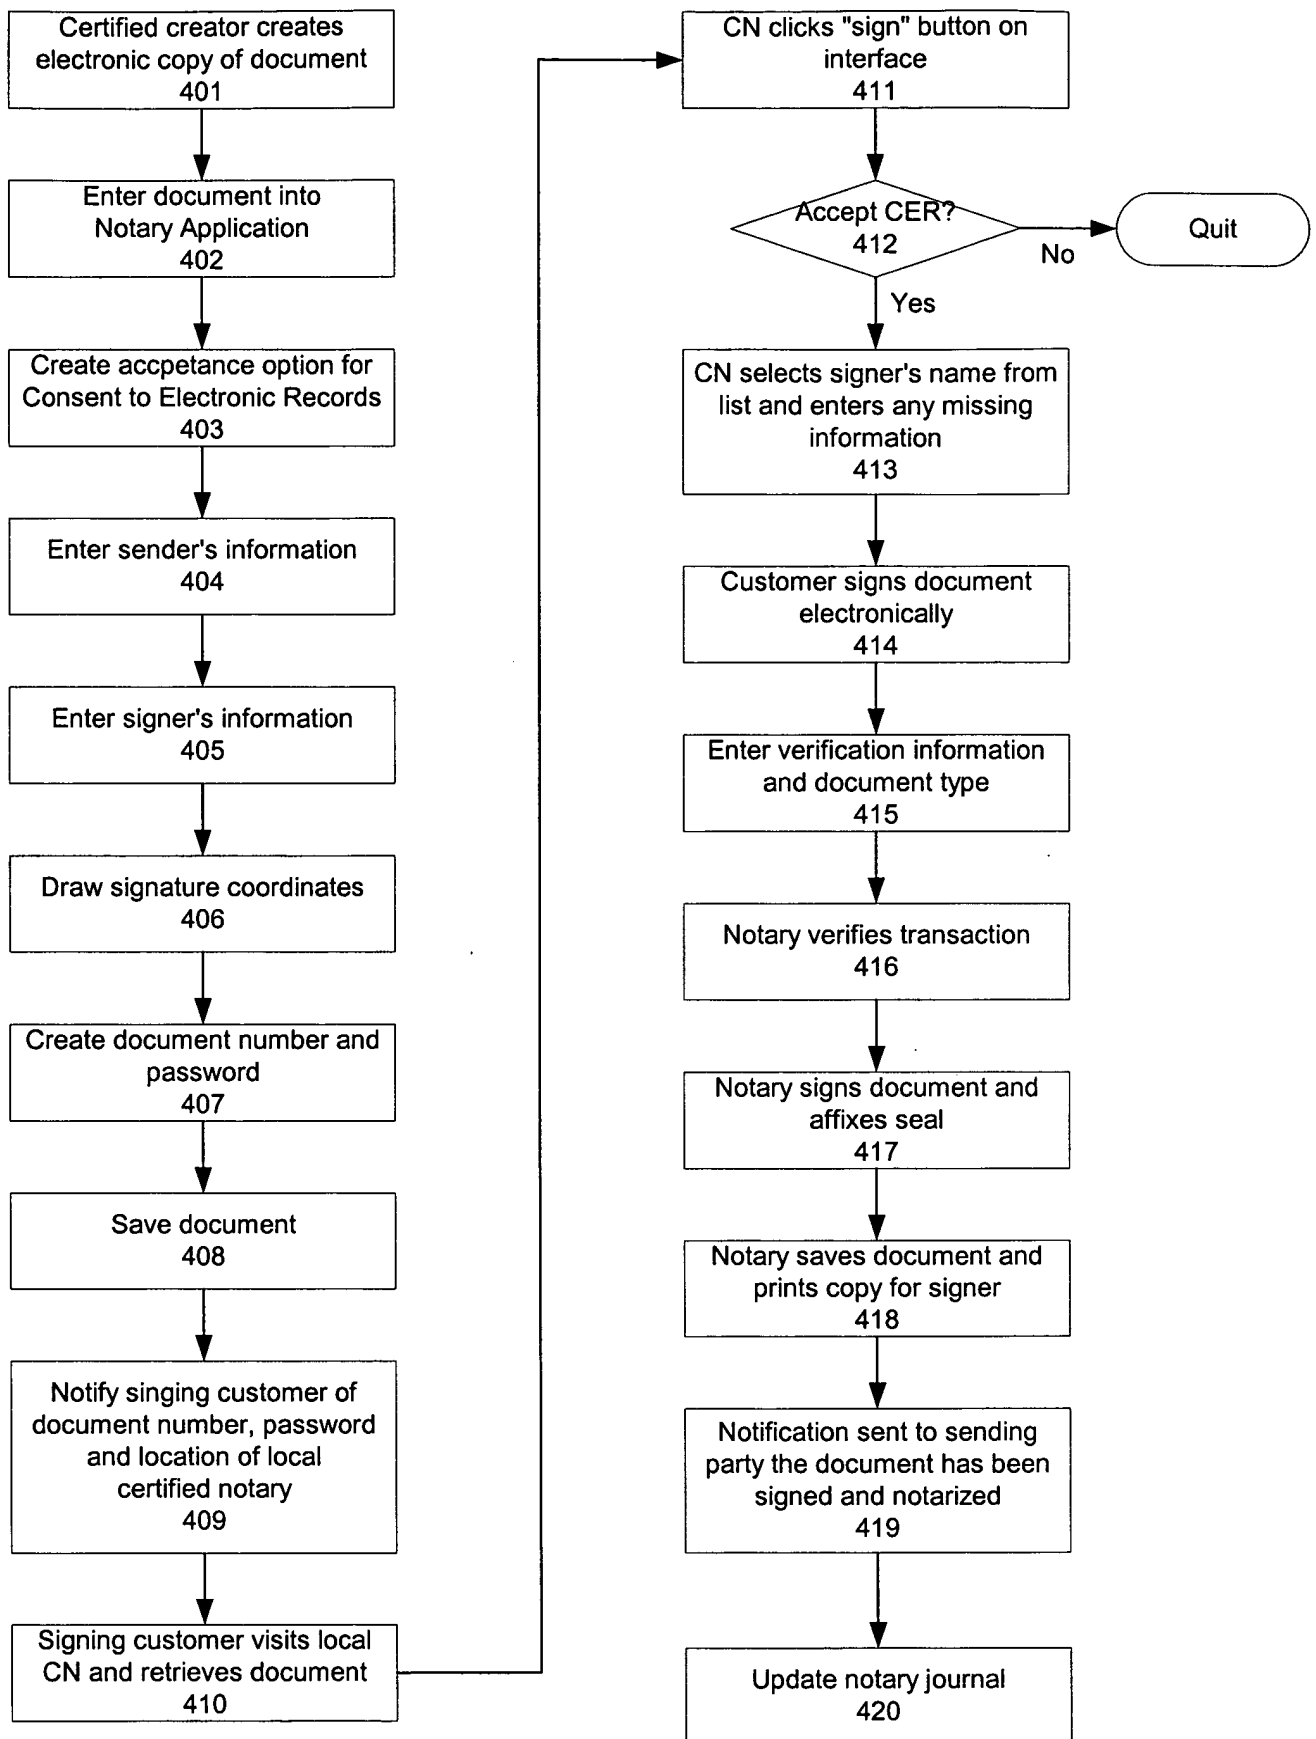 Certified creator creates
electronic copy of document
401
Enter document into
Notary Application
402
Create accpetance option for
Consent to Electronic Records
403
Enter sender's information
404
Enter signer's information
405
Draw signature coordinates
406
Create document number and
password
407
Save document
408
Notify singing customer of
document number, password
and location of local
certified notary
409
Signing customer visits local
CN and retrieves document
410
CN clicks "sign" button on
interface
411
Accept CER?
412
No
Quit
Yes
CN selects signer's name from
list and enters any missing
information
413
Customer signs document
electronically
414
Enter verification information
and document type
415
Notary verifies transaction
416
Notary signs document and
affixes seal
417
Notary saves document and
prints copy for signer
418
Notification sent to sending
party the document has been
signed and notarized
419
Update notary journal
420